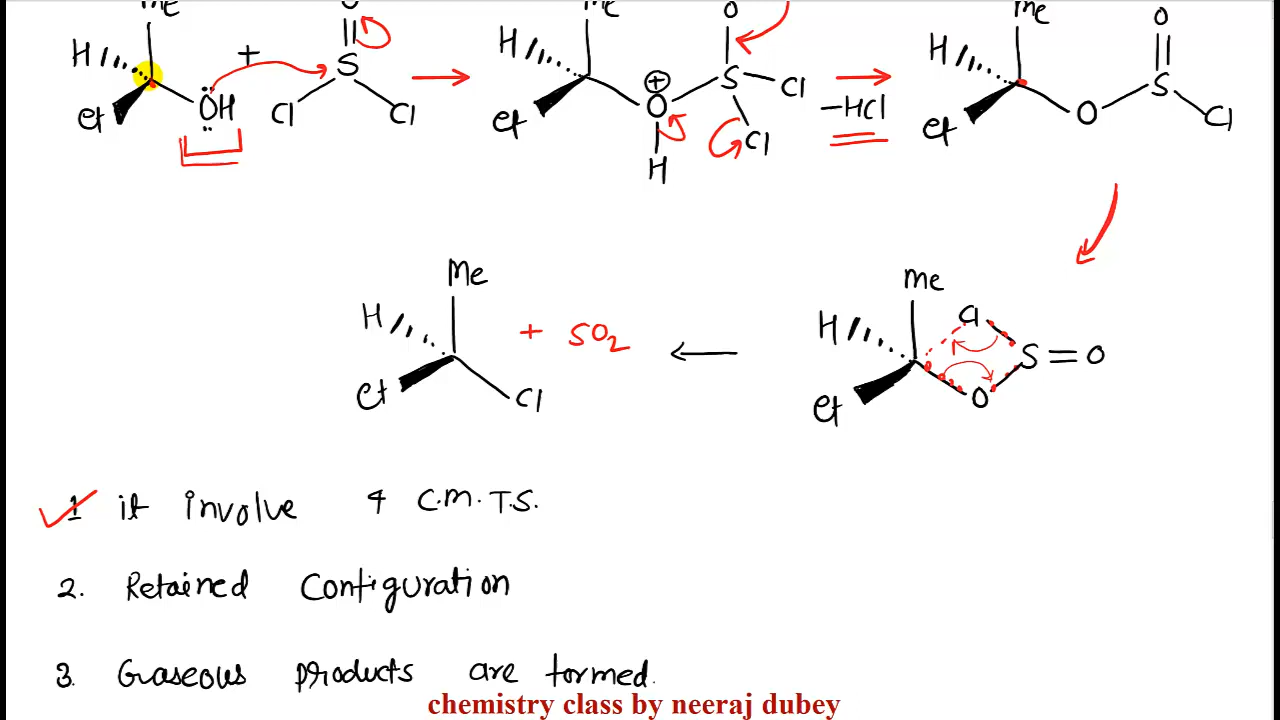 Me O Me O Me O
H + S H ⊕ S Cl H S
Et ÖH Cl Cl Et O Cl −HCl Et O Cl
H
Me Me
H + SO2 H Cl S = O
Et Cl Et O
1 it involve 4 C.M.T.S.
2. Retained Configuration
3. Gaseous products are formed.
chemistry class by neeraj dubey